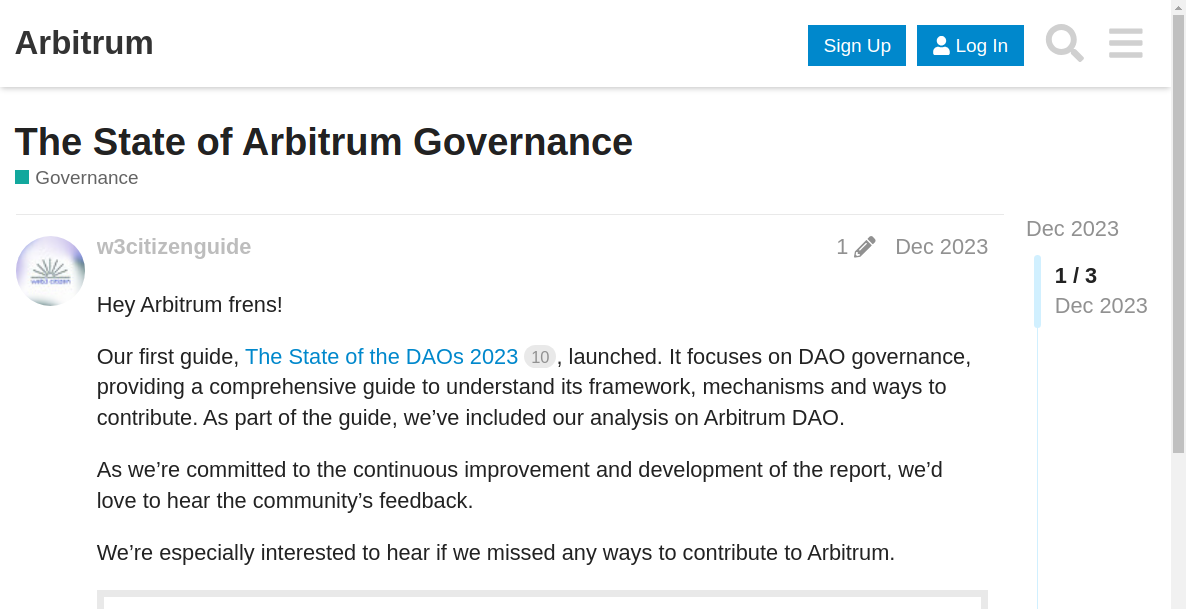 Arbitrum
Sign Up
Log In
The State of Arbitrum Governance
Governance
w3citizenguide
1
Dec 2023
Dec 2023
1 / 3
Dec 2023
web3 citizen
Hey Arbitrum frens!
Our first guide, The State of the DAOs 2023 10, launched. It focuses on DAO governance,
providing a comprehensive guide to understand its framework, mechanisms and ways to
contribute. As part of the guide, we’ve included our analysis on Arbitrum DAO.
As we’re committed to the continuous improvement and development of the report, we’d
love to hear the community’s feedback.
We’re especially interested to hear if we missed any ways to contribute to Arbitrum.